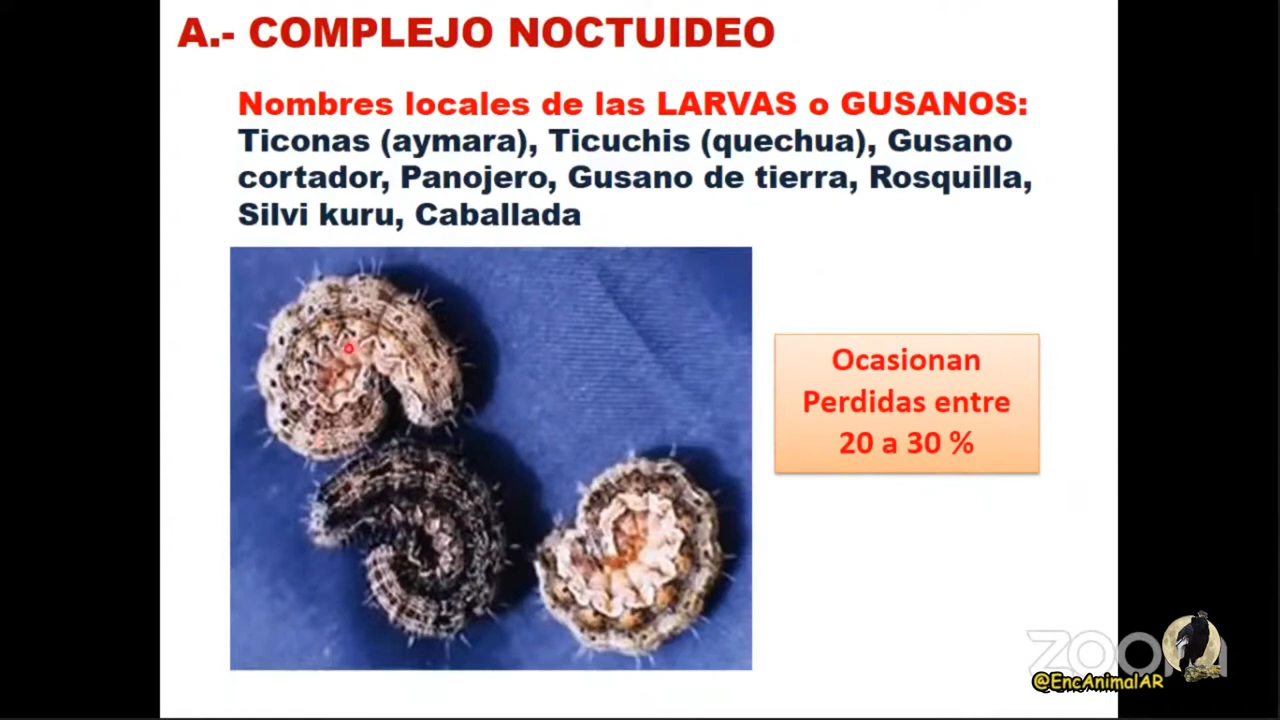 A.- COMPLEJO NOCTUIDEO
Nombres locales de las LARVAS o GUSANOS:
Ticonas (aymara), Ticuchis (quechua), Gusano
cortador, Panojero, Gusano de tierra, Rosquilla,
Silvi kuru, Caballada
Ocasionan
Perdidas entre
20 a 30 %
zoom
@EncAnimalAR